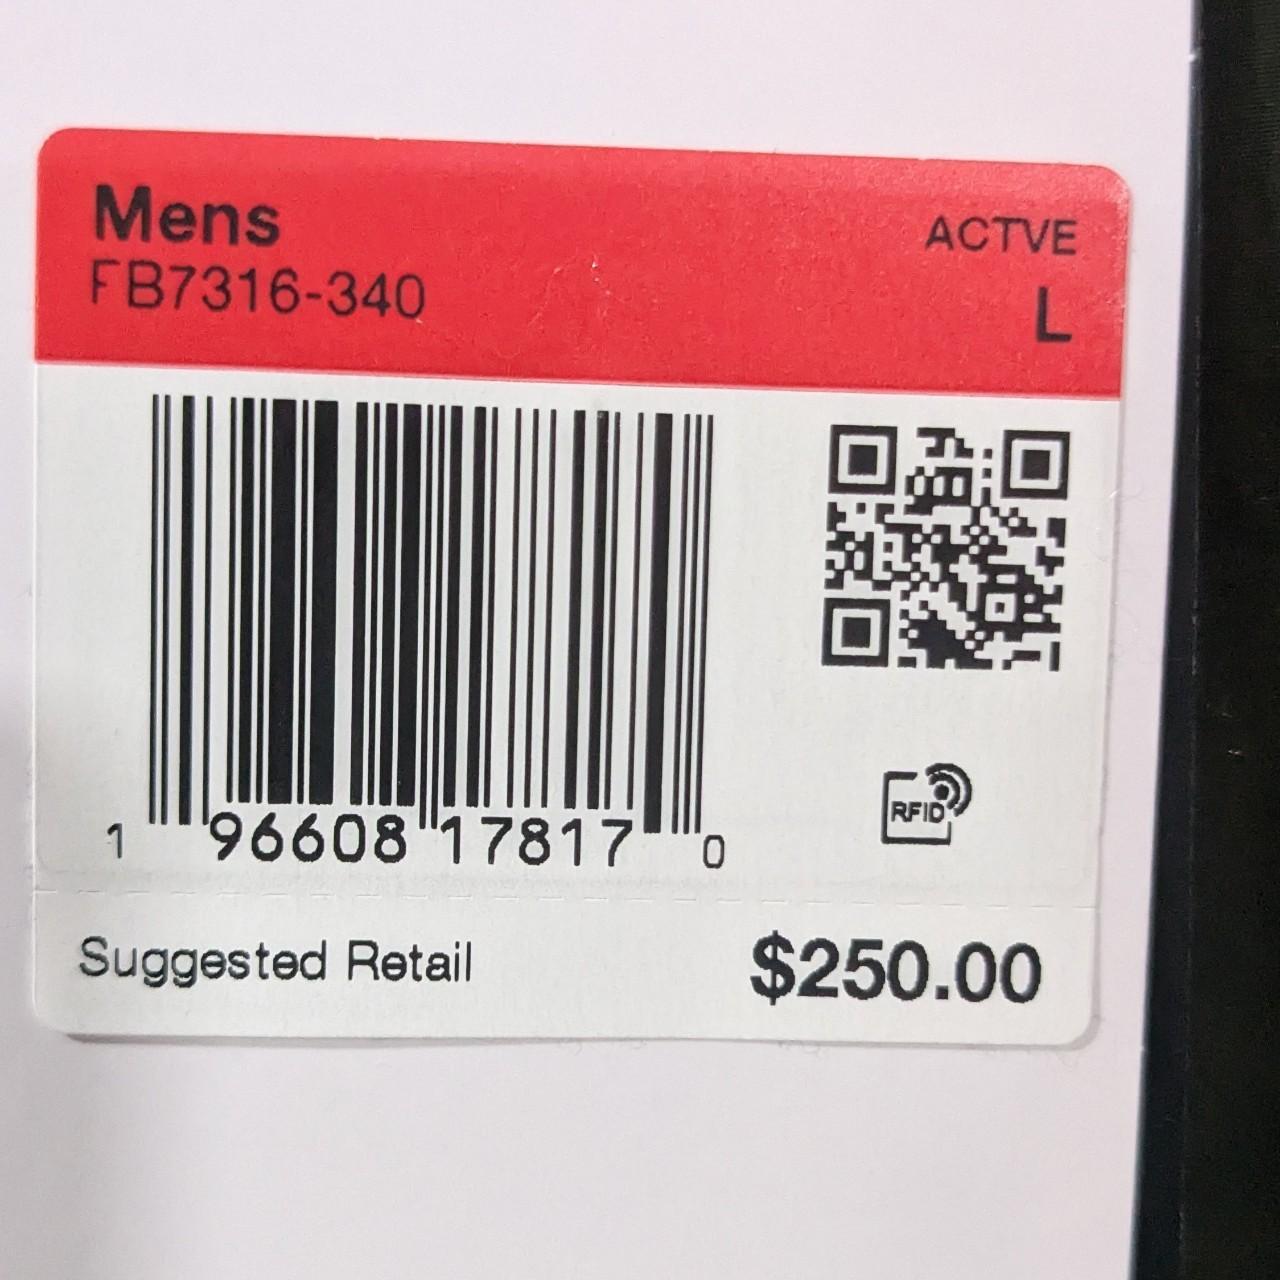 Mens
ACTVE
FB7316-340
L
1 96608 17817 0
RFID
Suggested Retail
$250.00